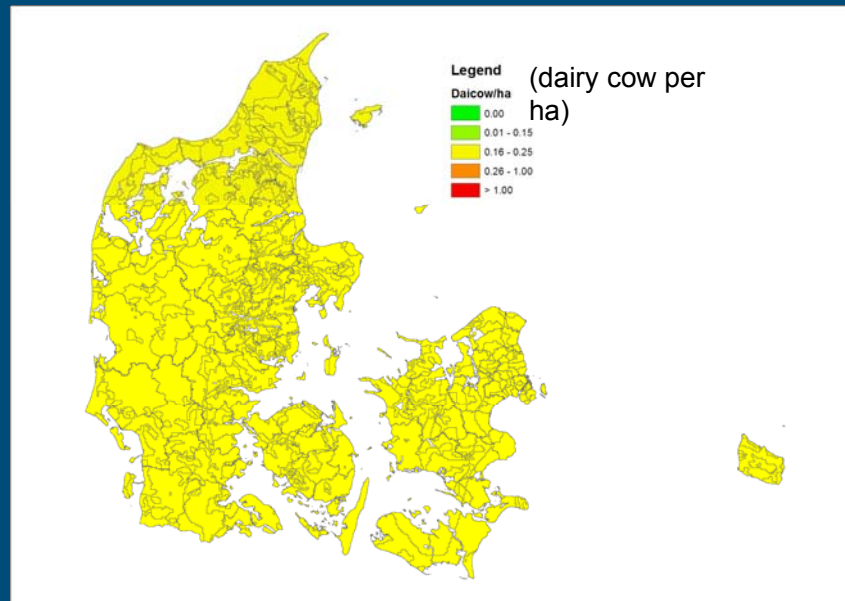 Legend
(dairy cow per
ha)
Daicow/ha
0.00
0.01 - 0.15
0.16 - 0.25
0.26 - 1.00
> 1.00